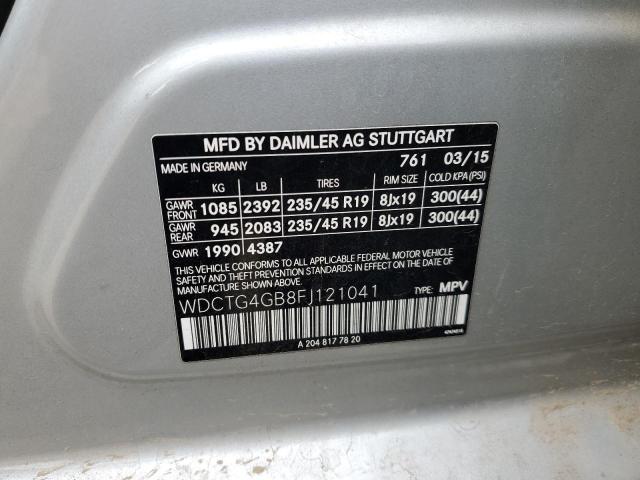 MFD BY DAIMLER AG STUTTGART
MADE IN GERMANY 761 03/15
KG LB TIRES RIM SIZE COLD KPA(PSI)
GAWR FRONT 1085 2392 235/45 R19 8Jx19 300(44)
GAWR REAR 945 2083 235/45 R19 8Jx19 300(44)
GVWR 1990 4387
THIS VEHICLE CONFORMS TO ALL APPLICABLE FEDERAL MOTOR VEHICLE
SAFETY, BUMPER, AND THEFT PREVENTION STANDARDS IN EFFECT ON THE DATE
OF MANUFACTURE SHOWN ABOVE.
WDCTG4GB8FJ121041 TYPE: MPV
A 204 817 78 20